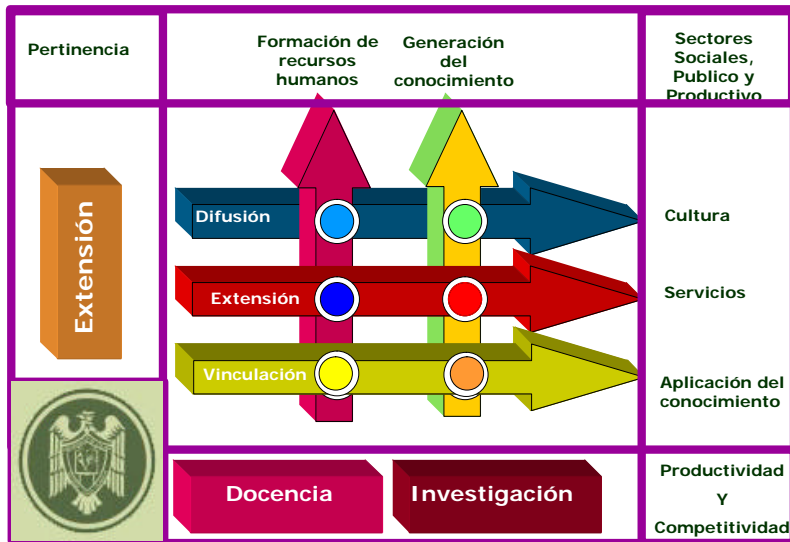 Pertinencia
Formación de
recursos
humanos
Generación
del
conocimiento
Sectores
Sociales,
Publico y
Productivo
Extensión
Difusión
Cultura
Extensión
Servicios
Vinculación
Aplicación del
conocimiento
Docencia
Investigación
Productividad
Y
Competitividad